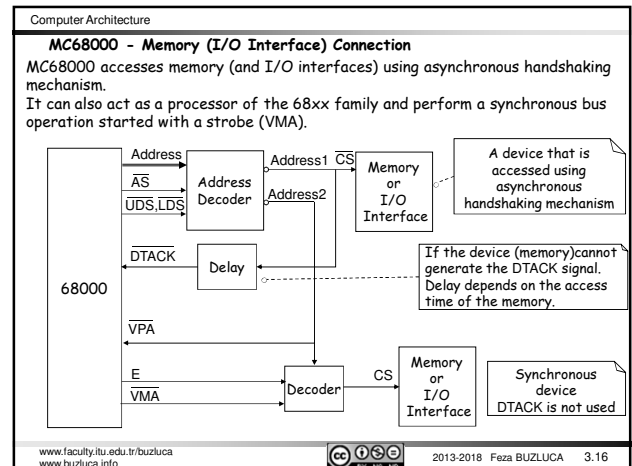 Computer Architecture
MC68000 - Memory (I/O Interface) Connection
MC68000 accesses memory (and I/O interfaces) using asynchronous handshaking
mechanism.
It can also act as a processor of the 68xx family and perform a synchronous bus
operation started with a strobe (VMA).
68000
Address
AS
UDS,LDS
Address
Decoder
Address1
CS
Address2
Memory
or
I/O
Interface
A device that is
accessed using
asynchronous
handshaking mechanism
DTACK
Delay
If the device (memory)cannot
generate the DTACK signal.
Delay depends on the access
time of the memory.
VPA
E
VMA
Decoder
CS
Memory
or
I/O
Interface
Synchronous
device
DTACK is not used
www.faculty.itu.edu.tr/buzluca
www.buzluca.info
2013-2018 Feza BUZLUCA
3.16